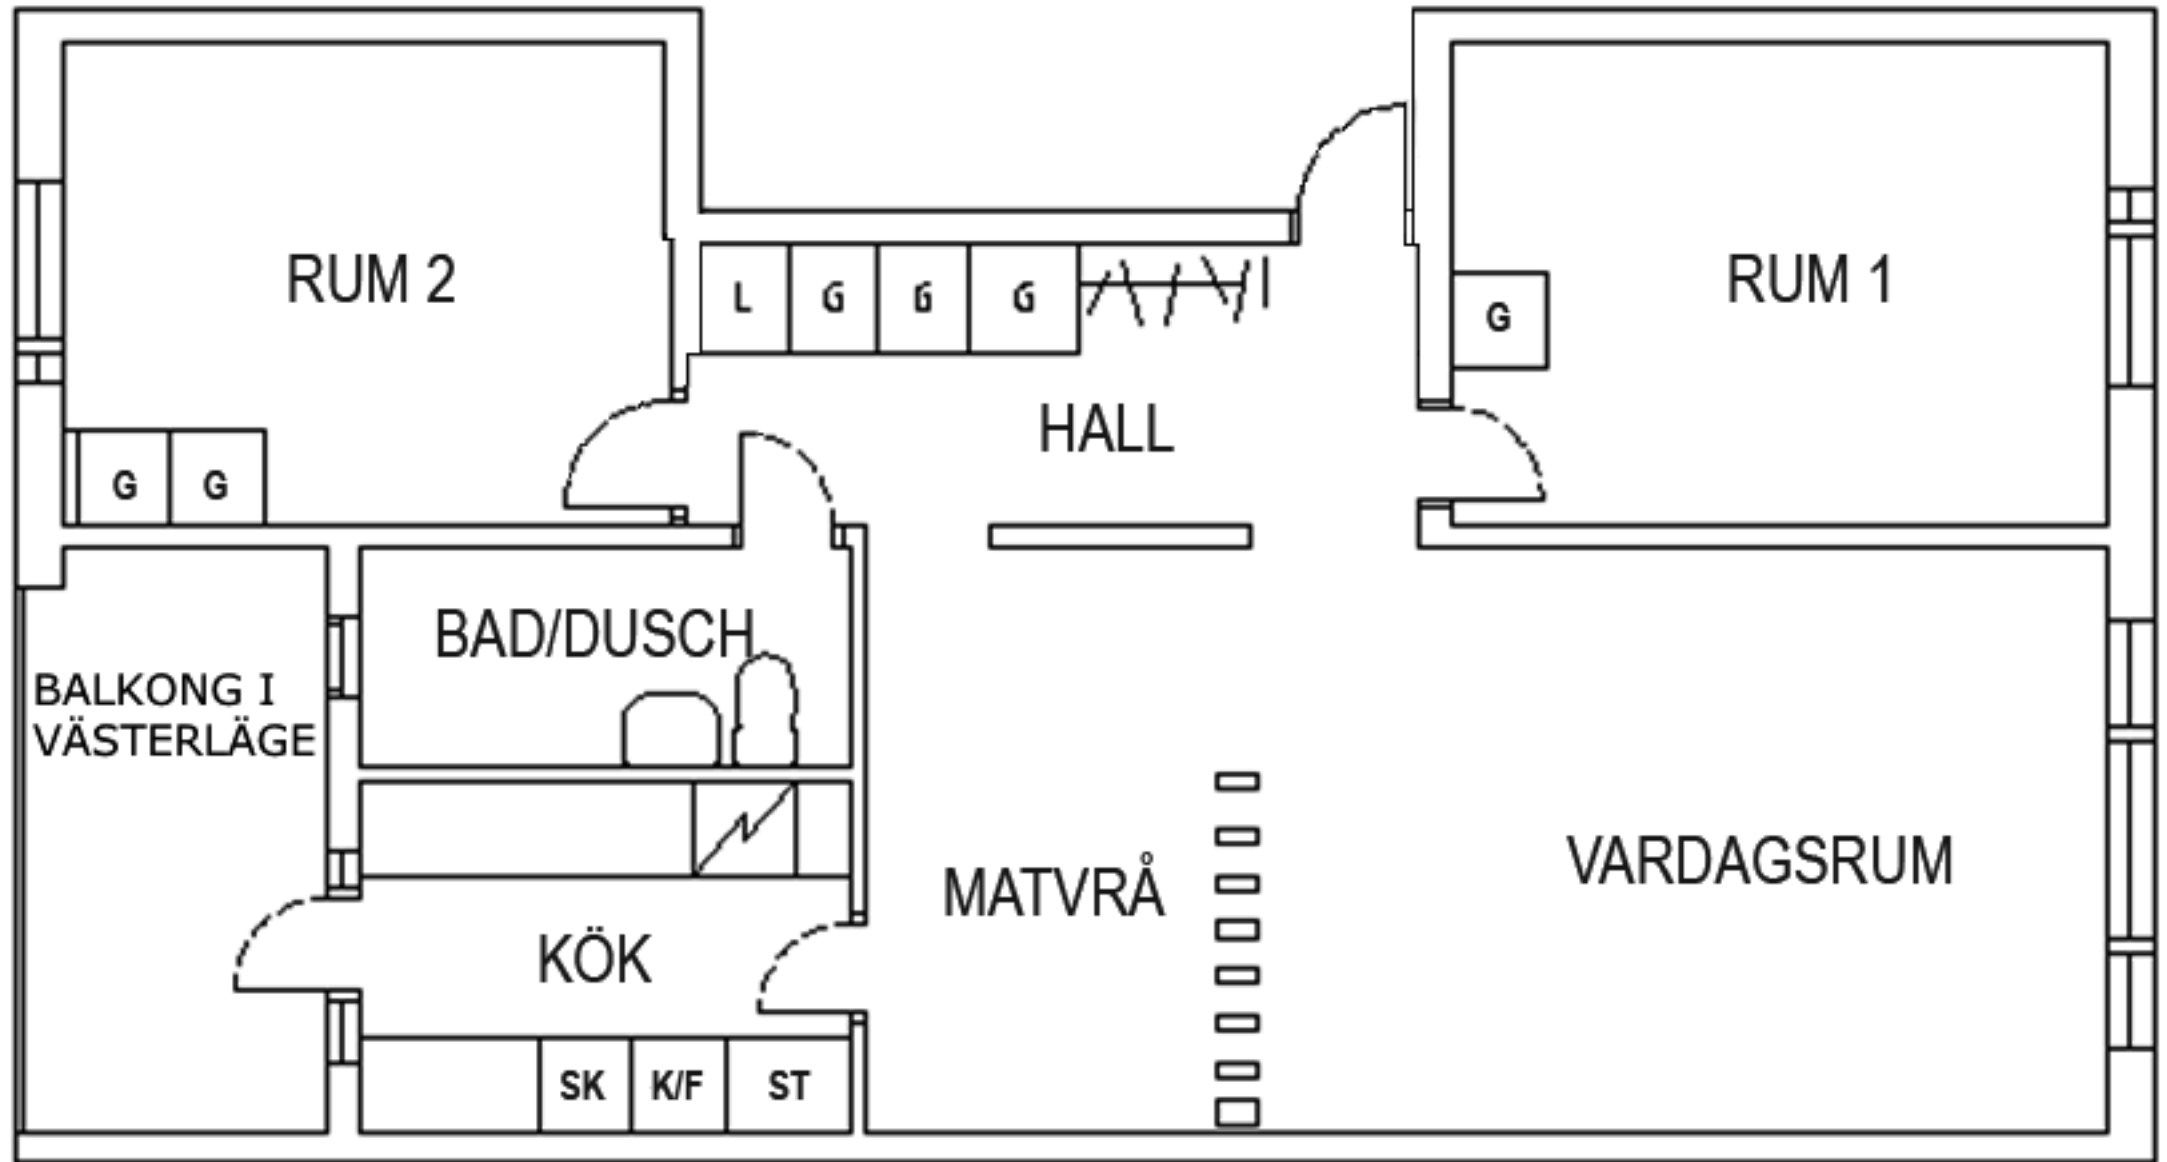 RUM 2
RUM 1
L G G G
G
HALL
G G
BAD/DUSCH
BALKONG I
VÄSTERLÄGE
MATVRÅ
VARDAGSRUM
KÖK
SK K/F ST